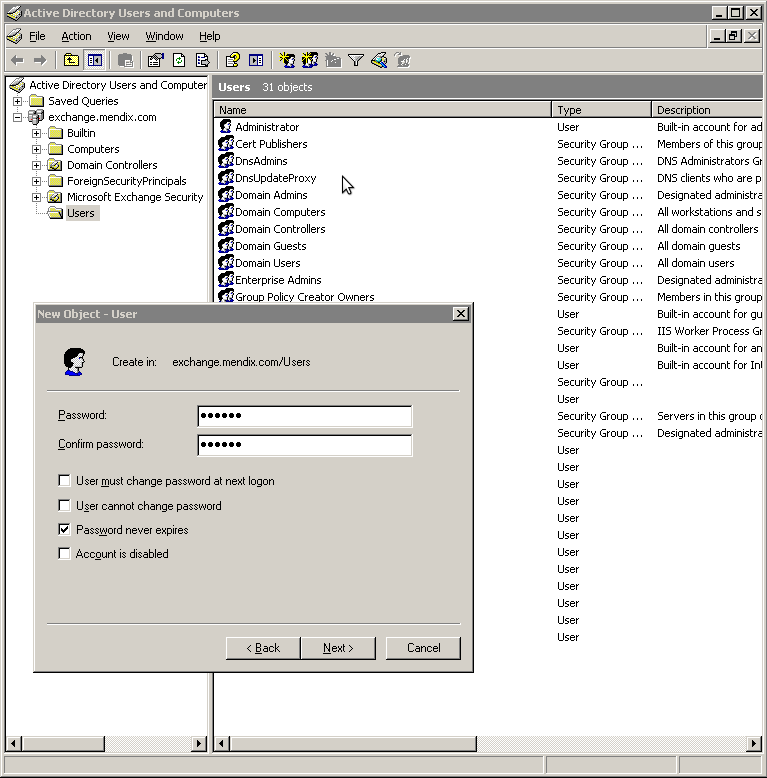 Active Directory Users and Computers
File Action View Window Help
Active Directory Users and Computer
Saved Queries
exchange.mendix.com
Builtin
Computers
Domain Controllers
ForeignSecurityPrincipals
Microsoft Exchange Security
Users
Users 31 objects
Name Type Description
Administrator User Built-in account for ad
Cert Publishers Security Group ... Members of this group
DnsAdmins Security Group ... DNS Administrators Gr
DnsUpdateProxy Security Group ... DNS clients who are p
Domain Admins Security Group ... Designated administra
Domain Computers Security Group ... All workstations and s
Domain Controllers Security Group ... All domain controllers
Domain Guests Security Group ... All domain guests
Domain Users Security Group ... All domain users
Enterprise Admins Security Group ... Designated administra
Group Policy Creator Owners Security Group ... Members in this group
User Built-in account for gu
Security Group ... IIS Worker Process Gr
User Built-in account for an
User Built-in account for Int
Security Group ...
User
Security Group ... Servers in this group c
Security Group ... Designated administra
User
User
User
User
User
User
User
User
User
User
User
User
New Object - User
Create in: exchange.mendix.com/Users
Password: ●●●●●●
Confirm password: ●●●●●●
User must change password at next logon
User cannot change password
Password never expires
Account is disabled
< Back Next > Cancel